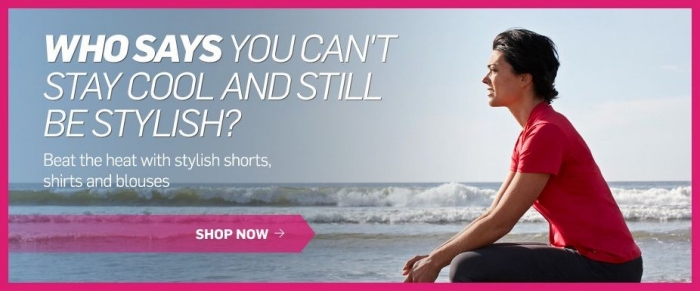 WHO SAYS YOU CAN'T
STAY COOL AND STILL
BE STYLISH?
Beat the heat with stylish shorts,
shirts and blouses
SHOP NOW →